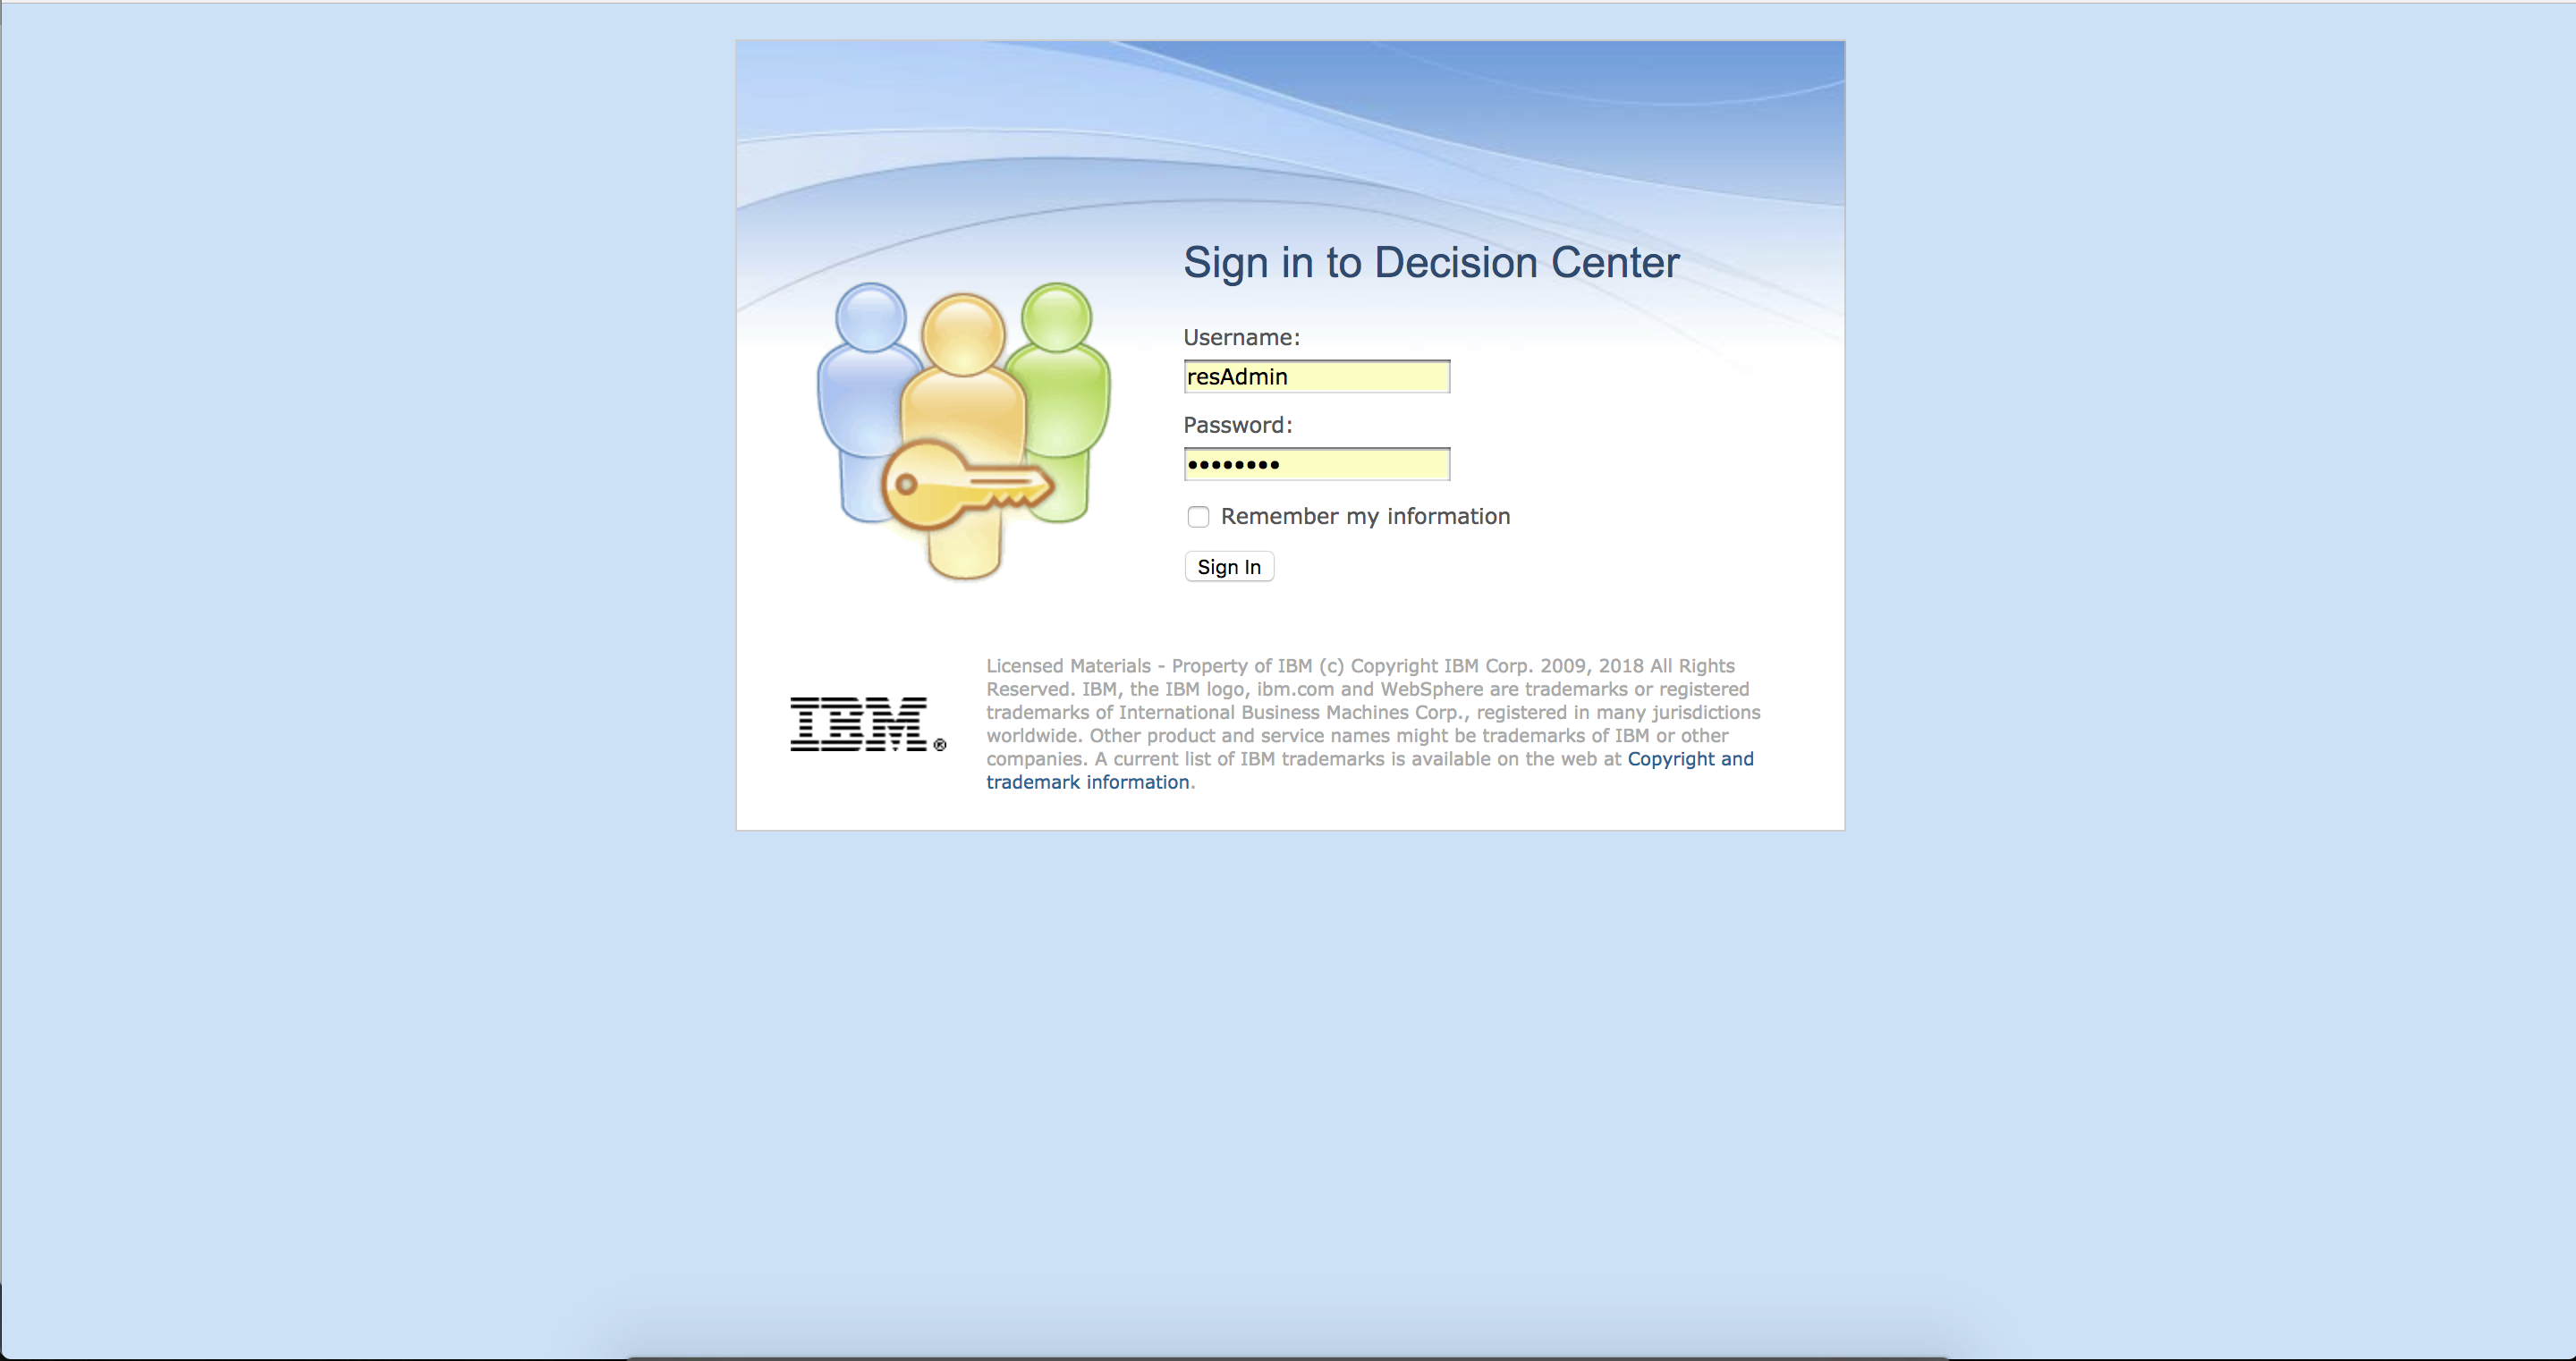 Sign in to Decision Center
Username:
resAdmin
Password:
••••••••
Remember my information
Sign In
Licensed Materials - Property of IBM (c) Copyright IBM Corp. 2009, 2018 All Rights
Reserved. IBM, the IBM logo, ibm.com and WebSphere are trademarks or registered
trademarks of International Business Machines Corp., registered in many jurisdictions
worldwide. Other product and service names might be trademarks of IBM or other
companies. A current list of IBM trademarks is available on the web at Copyright and
trademark information.
IBM®